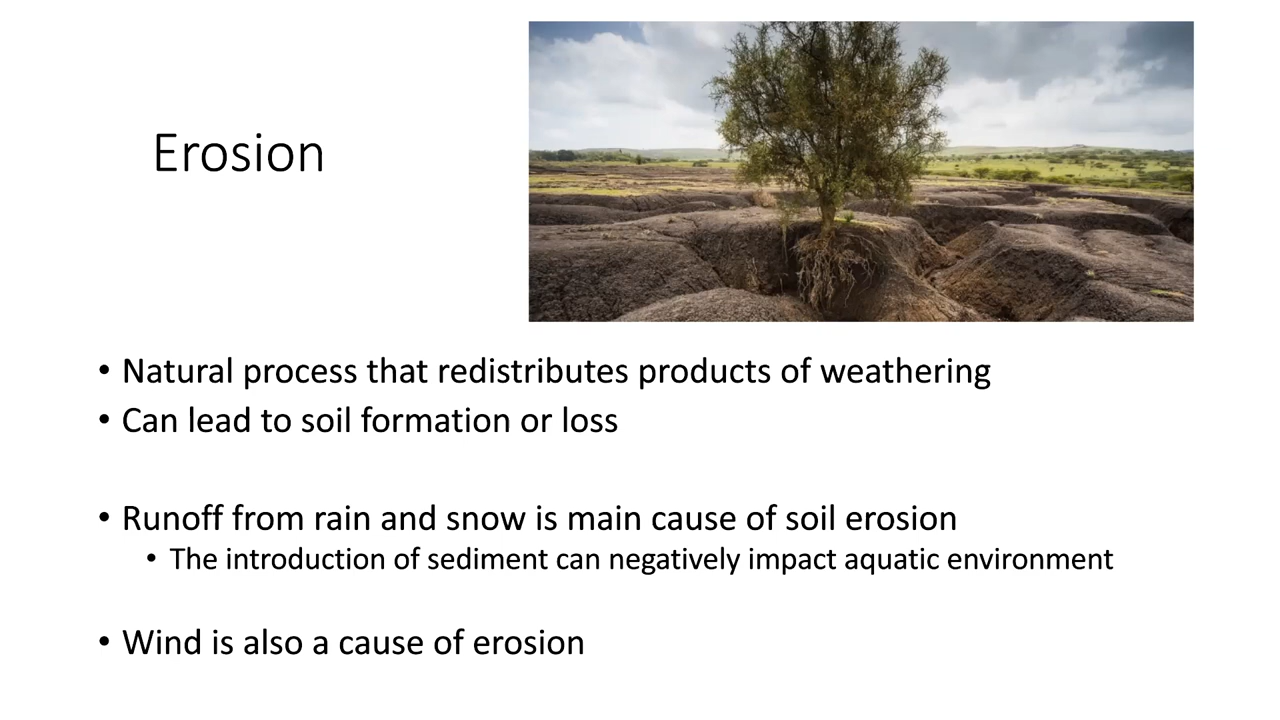 Erosion
• Natural process that redistributes products of weathering
• Can lead to soil formation or loss
• Runoff from rain and snow is main cause of soil erosion
• The introduction of sediment can negatively impact aquatic environment
• Wind is also a cause of erosion